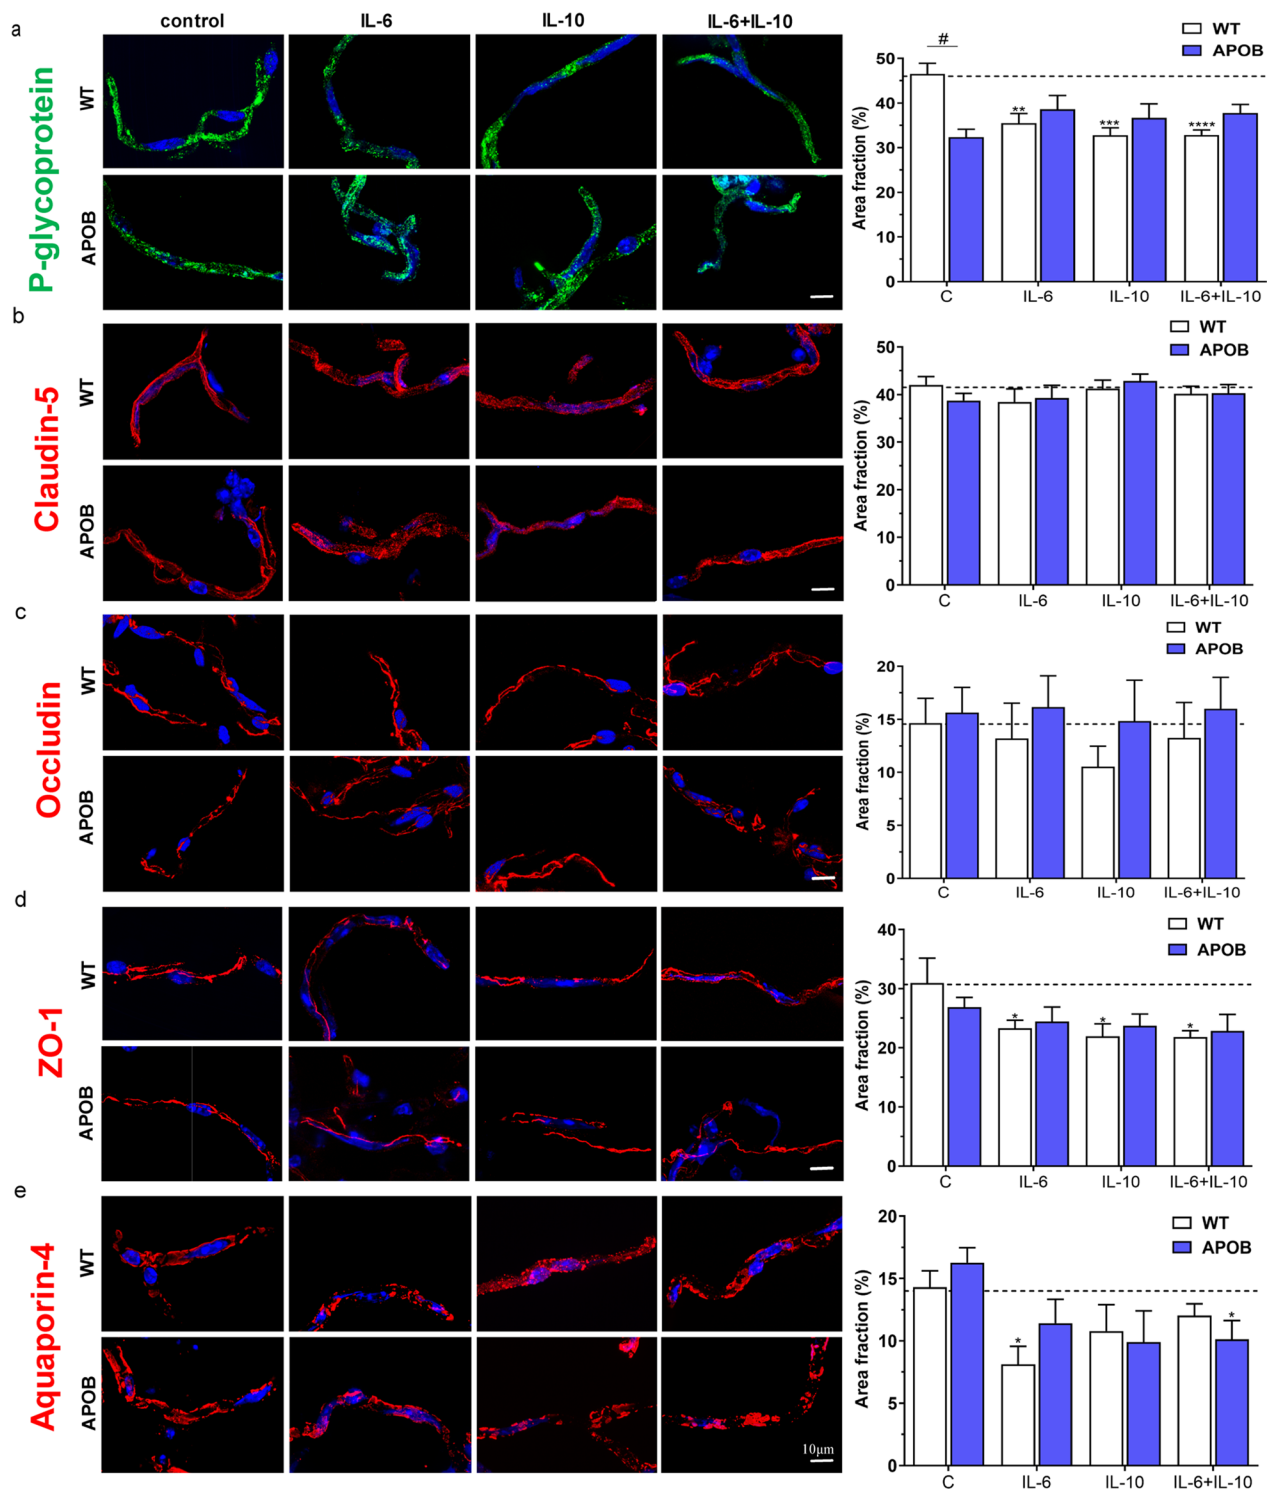 control IL-6 IL-10 IL-6+IL-10
a
P-glycoprotein
WT
APOB
WT
APOB
#
** *** ****
Area fraction (%)
50
40
30
20
10
0
C IL-6 IL-10 IL-6+IL-10
b
Claudin-5
WT
APOB
WT
APOB
Area fraction (%)
50
40
30
20
10
0
C IL-6 IL-10 IL-6+IL-10
c
Occludin
WT
APOB
WT
APOB
Area fraction (%)
20
15
10
5
0
C IL-6 IL-10 IL-6+IL-10
d
ZO-1
WT
APOB
WT
APOB
* * *
Area fraction (%)
40
30
20
10
0
C IL-6 IL-10 IL-6+IL-10
e
Aquaporin-4
WT
APOB
10μm
WT
APOB
* *
Area fraction (%)
20
15
10
5
0
C IL-6 IL-10 IL-6+IL-10